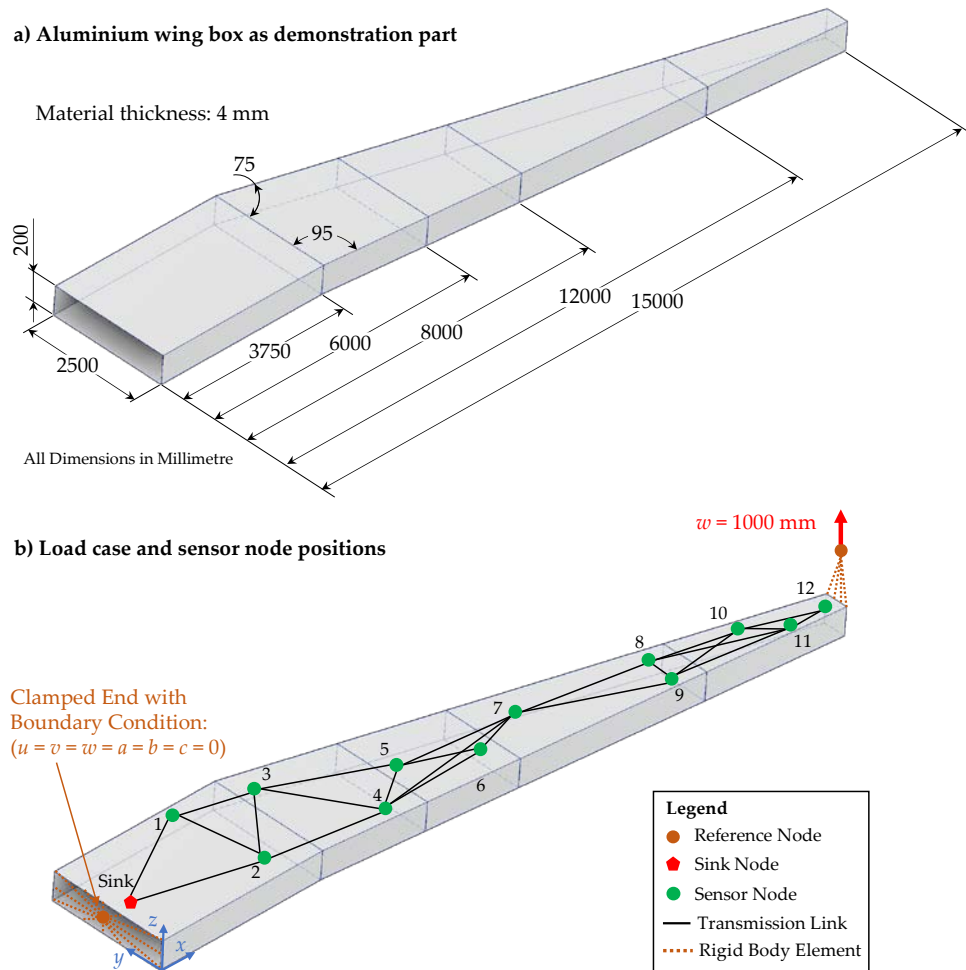 a) Aluminium wing box as demonstration part
Material thickness: 4 mm
75
95
200
2500
3750
6000
8000
12000
15000
All Dimensions in Millimetre
w = 1000 mm
b) Load case and sensor node positions
12
10
11
8
9
7
Clamped End with
Boundary Condition:
(u = v = w = a = b = c = 0)
5
6
3
4
1
2
Sink
z
x
y
Legend
Reference Node
Sink Node
Sensor Node
Transmission Link
Rigid Body Element